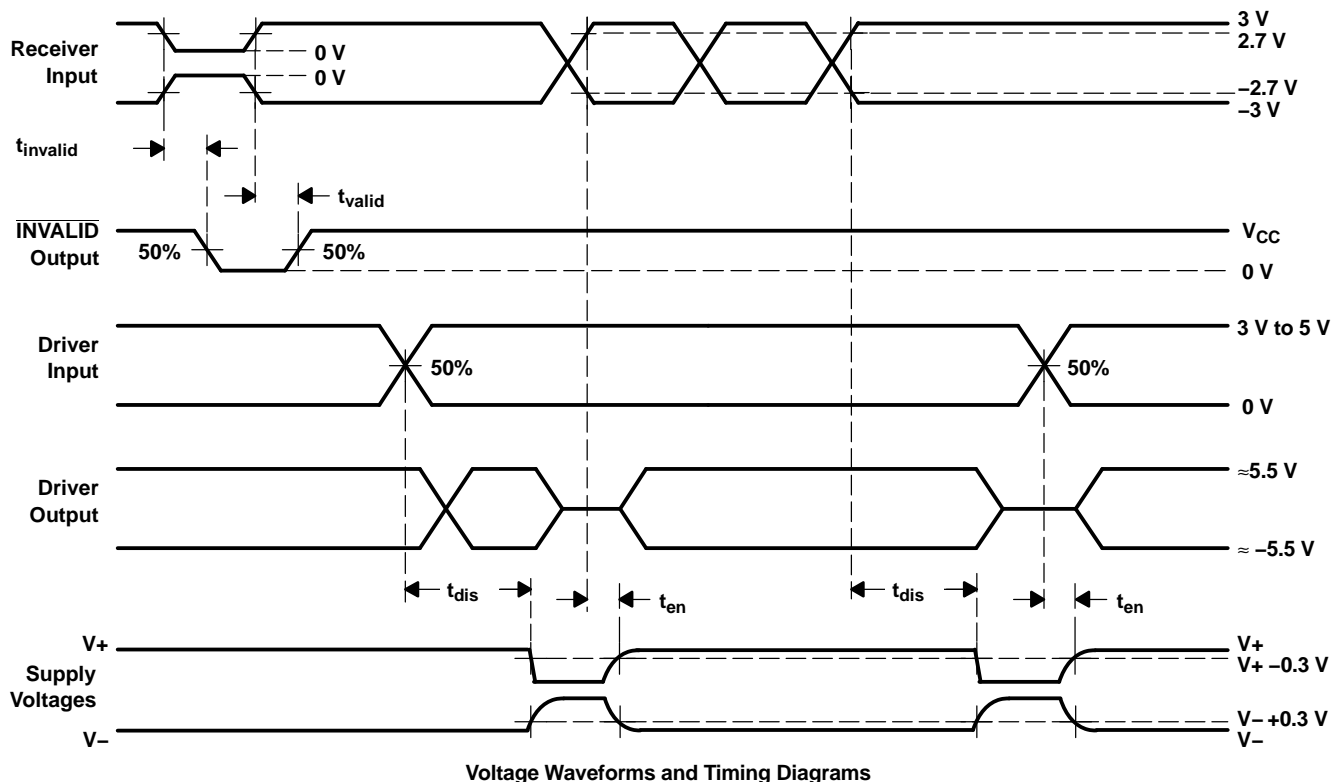 3 V
2.7 V
Receiver
Input
0 V
0 V
−2.7 V
−3 V
tinvalid
tvalid
INVALID
Output
50%
50%
VCC
0 V
Driver
Input
50%
50%
3 V to 5 V
0 V
Driver
Output
≈5.5 V
≈ −5.5 V
tdis
ten
tdis
ten
V+
V+
V+ −0.3 V
Supply
Voltages
V− +0.3 V
V−
V−
Voltage Waveforms and Timing Diagrams